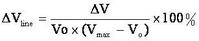 ΔV_line = ΔV / (Vo × (V_max − V_o)) × 100%